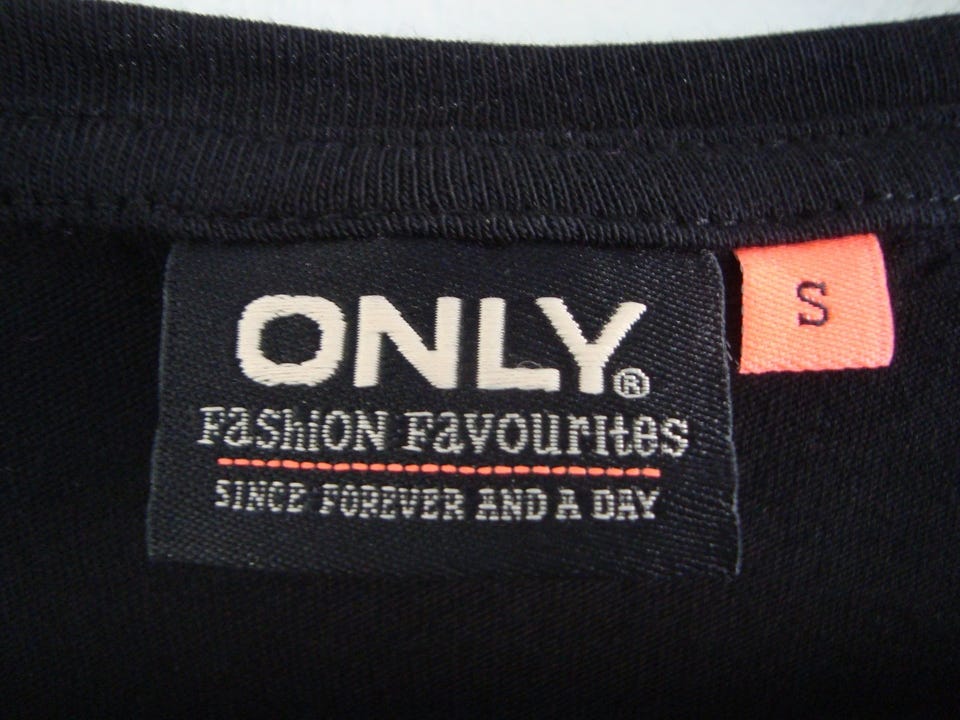 ONLY®
Fashion Favourites
SINCE FOREVER AND A DAY
S